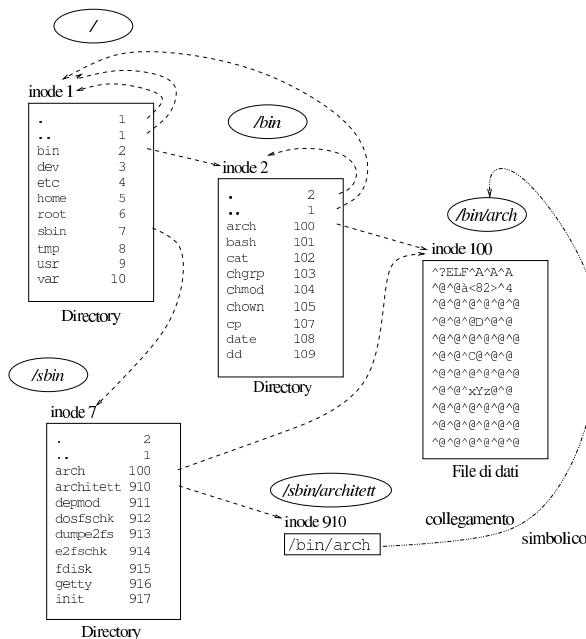 /
inode 1
. 1
.. 1
bin 2
dev 3
etc 4
home 5
root 6
sbin 7
tmp 8
usr 9
var 10
Directory
/bin
inode 2
. 2
.. 1
arch 100
bash 101
cat 102
chgrp 103
chmod 104
chown 105
cp 107
date 108
dd 109
Directory
/bin/arch
inode 100
^?ELF^A^A^A
^@^@à<82>^4
^@^@^@^@^@^@
^@^@^@D^@^@
^@^@^@^@^@^@
^@^@^@C@^@^@
^@^@^@^@^@^@
^@^@^@^xYz@^@
^@^@^@^@^@^@
^@^@^@^@^@^@
^@^@^@^@^@^@
File di dati
/sbin
inode 7
. 2
.. 1
arch 100
architett 910
depmod 911
dosfschk 912
dumpe2fs 913
e2fschk 914
fdisk 915
getty 916
init 917
Directory
/sbin/architett
inode 910
/bin/arch
collegamento
simbolico